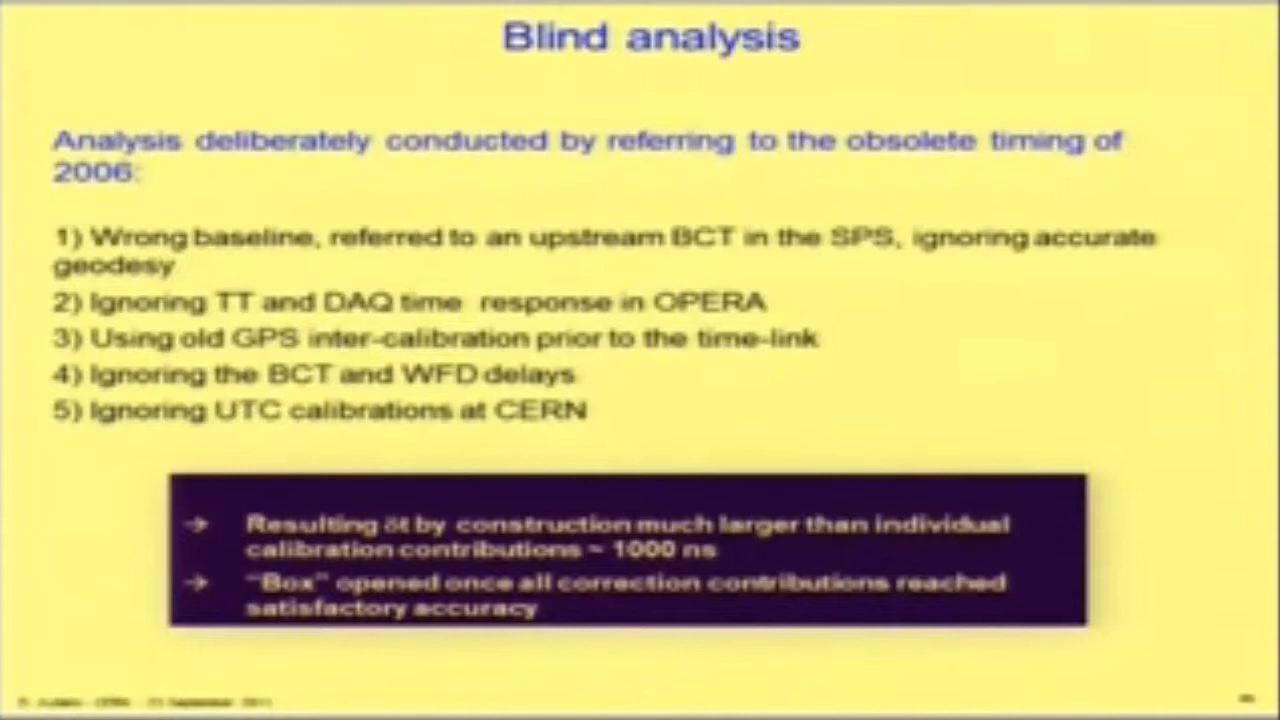 Blind analysis
Analysis deliberately conducted by referring to the obsolete timing of
2006:
1) Wrong baseline, referred to an upstream BCT in the SPS, ignoring accurate
geodesy
2) Ignoring TT and DAQ time response in OPERA
3) Using old GPS inter-calibration prior to the time-link
4) Ignoring the BCT and WFD delays
5) Ignoring UTC calibrations at CERN
→ Resulting δt by construction much larger than individual
calibration contributions ~ 1000 ns
→ "Box" opened once all correction contributions reached
satisfactory accuracy
CERN - 23 September 2011